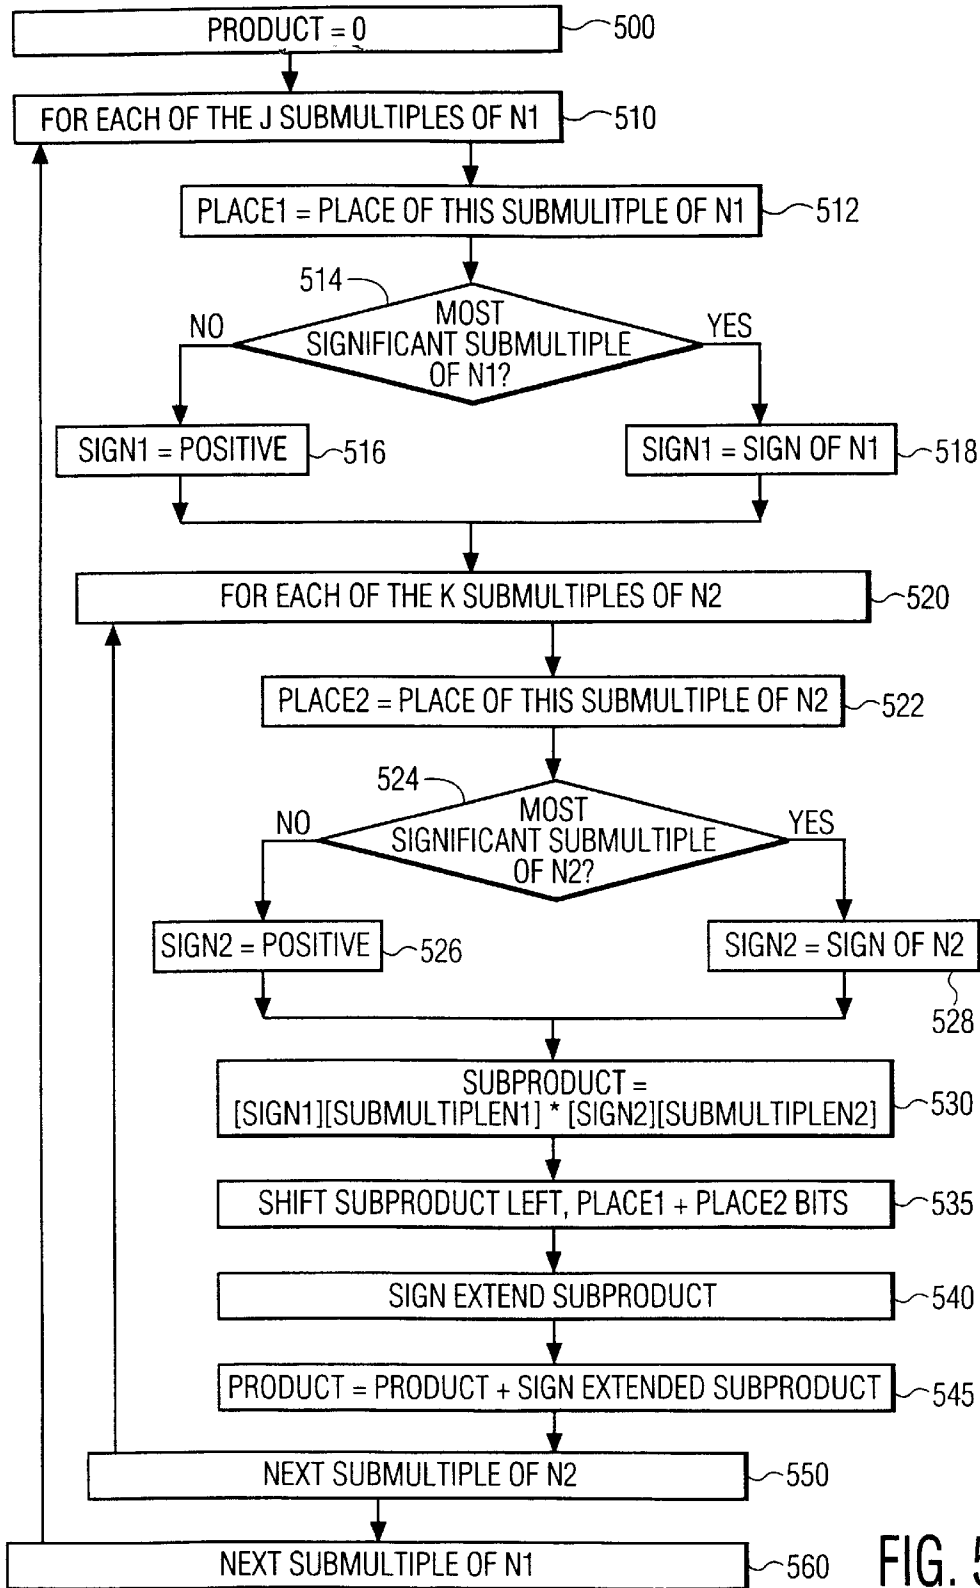 PRODUCT = 0
500
FOR EACH OF THE J SUBMULTIPLES OF N1
510
PLACE1 = PLACE OF THIS SUBMULITPLE OF N1
512
514
MOST
SIGNIFICANT SUBMULTIPLE
OF N1?
NO
YES
SIGN1 = POSITIVE
516
SIGN1 = SIGN OF N1
518
FOR EACH OF THE K SUBMULTIPLES OF N2
520
PLACE2 = PLACE OF THIS SUBMULTIPLE OF N2
522
524
MOST
SIGNIFICANT SUBMULTIPLE
OF N2?
NO
YES
SIGN2 = POSITIVE
526
SIGN2 = SIGN OF N2
528
SUBPRODUCT =
[SIGN1][SUBMULTIPLEN1] * [SIGN2][SUBMULTIPLEN2]
530
SHIFT SUBPRODUCT LEFT, PLACE1 + PLACE2 BITS
535
SIGN EXTEND SUBPRODUCT
540
PRODUCT = PRODUCT + SIGN EXTENDED SUBPRODUCT
545
NEXT SUBMULTIPLE OF N2
550
NEXT SUBMULTIPLE OF N1
560
FIG. 5